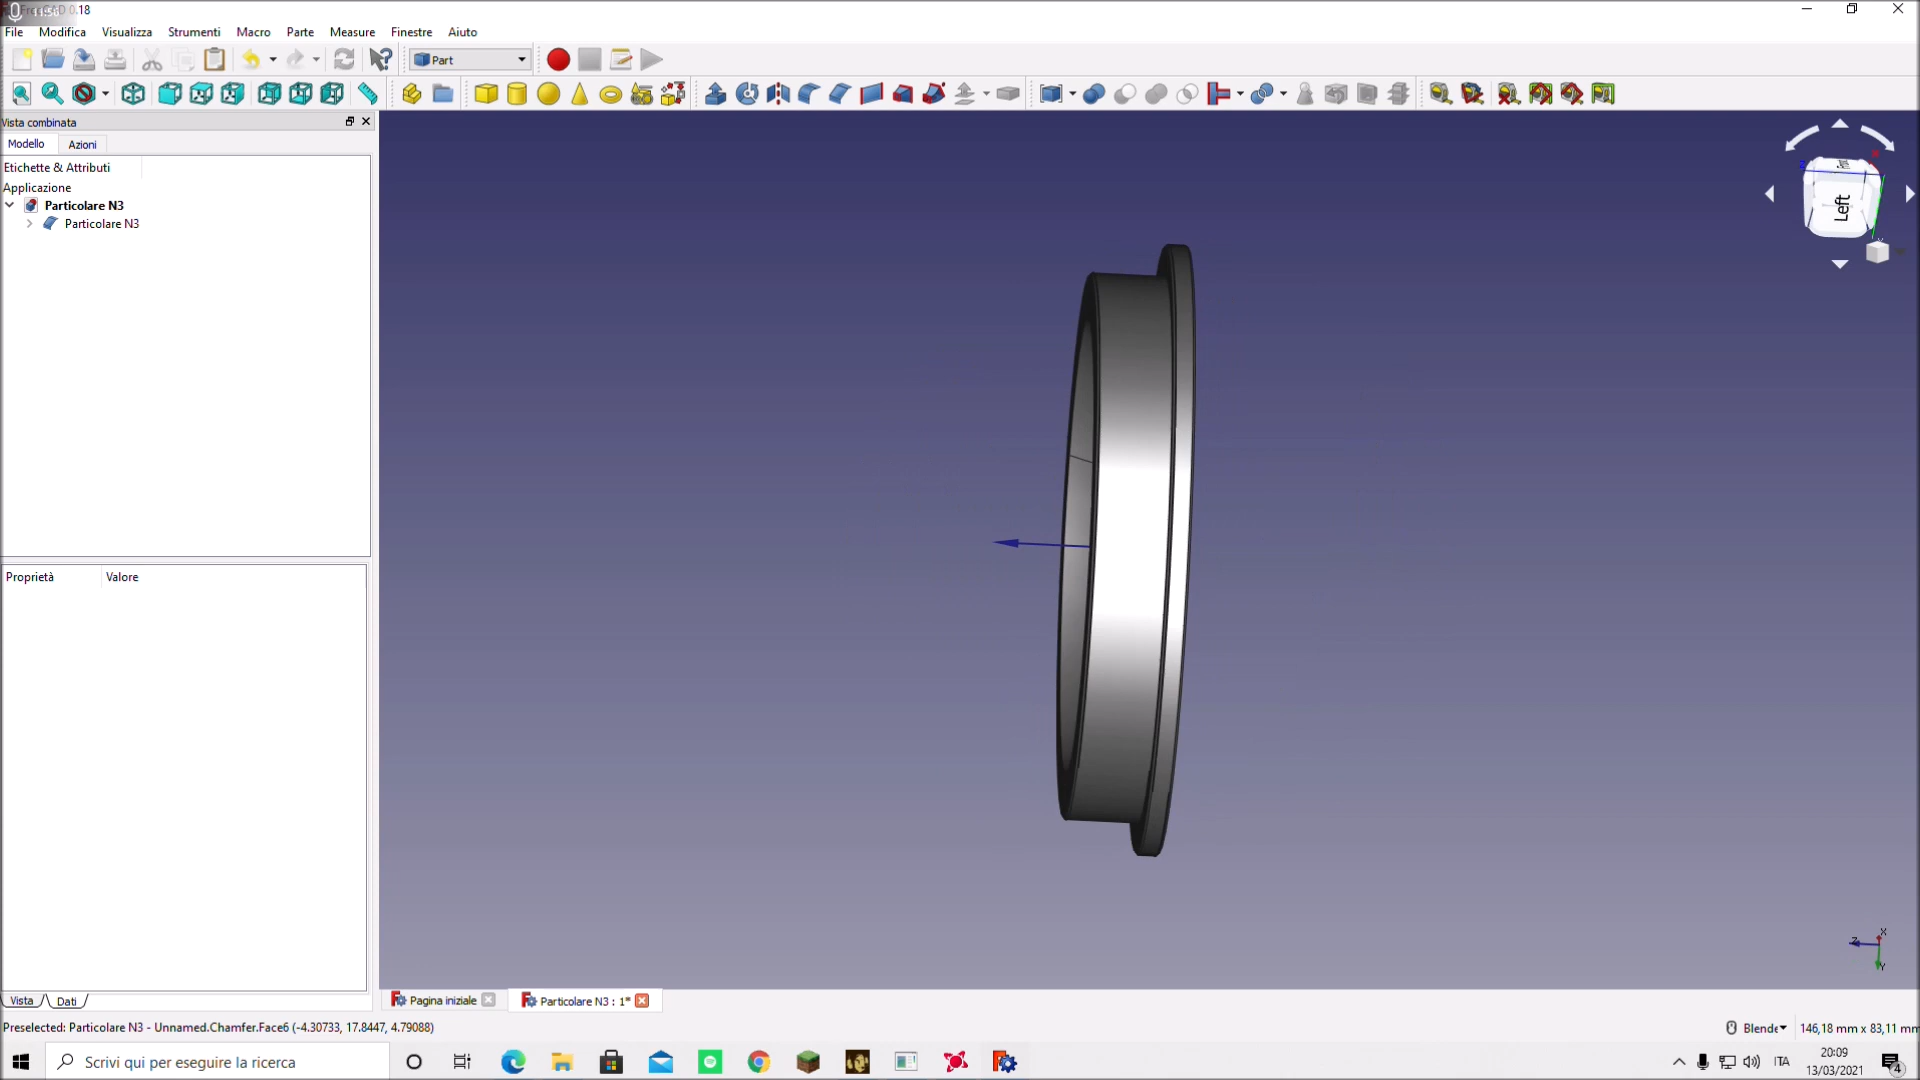 FreeCAD 0.18
File Modifica Visualizza Strumenti Macro Parte Measure Finestre Aiuto
Part
Vista combinata
Modello Azioni
Etichette & Attributi
Applicazione
Particolare N3
Particolare N3
Proprietà Valore
Left
Z
X
Y
Vista Dati
Pagina iniziale Particolare N3 : 1*
Preselected: Particolare N3 - Unnamed.Chamfer.Face6 (-4.30733, 17.8447, 4.79088)
146,18 mm x 83,11 mm
Scrivi qui per eseguire la ricerca
ITA
20:09
13/03/2021
4